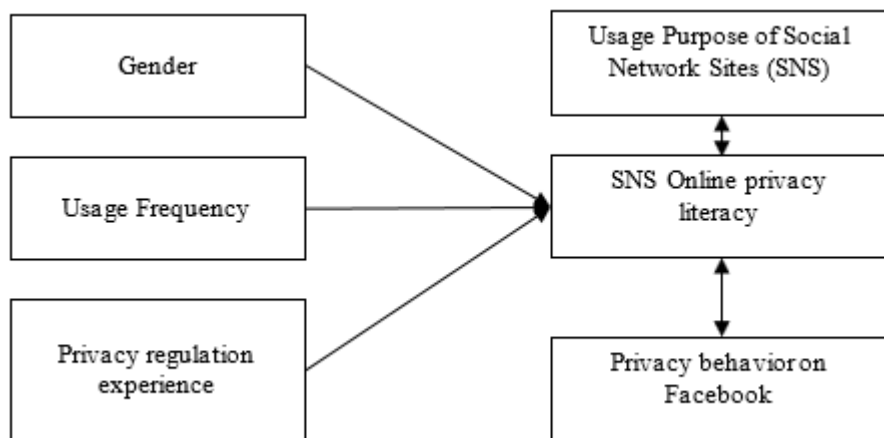 Gender
Usage Frequency
Privacy regulation
experience
Usage Purpose of Social
Network Sites (SNS)
SNS Online privacy
literacy
Privacy behavior on
Facebook